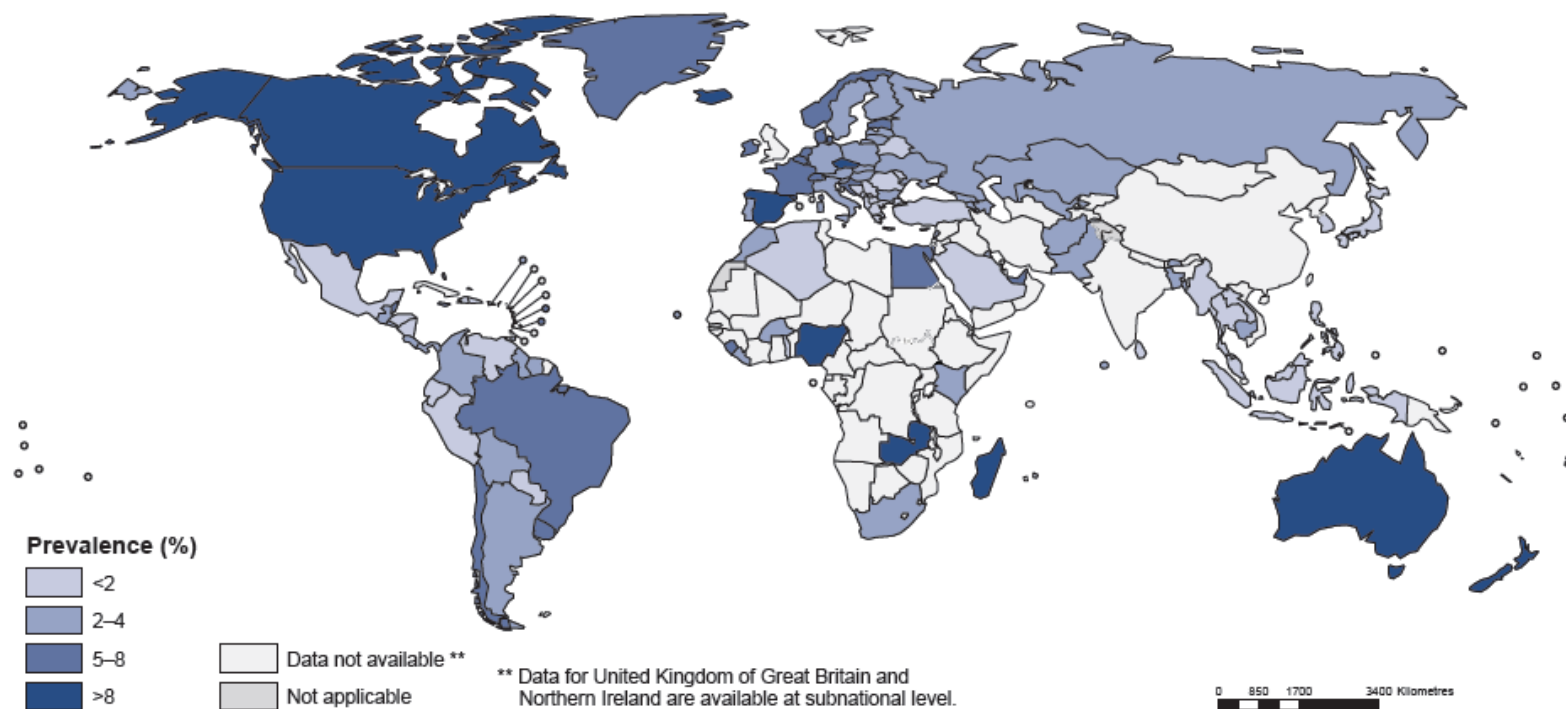 Prevalence (%)
<2
2–4
5–8
>8
Data not available **
Not applicable
** Data for United Kingdom of Great Britain and
Northern Ireland are available at subnational level.
0 850 1700 3400 Kilometres